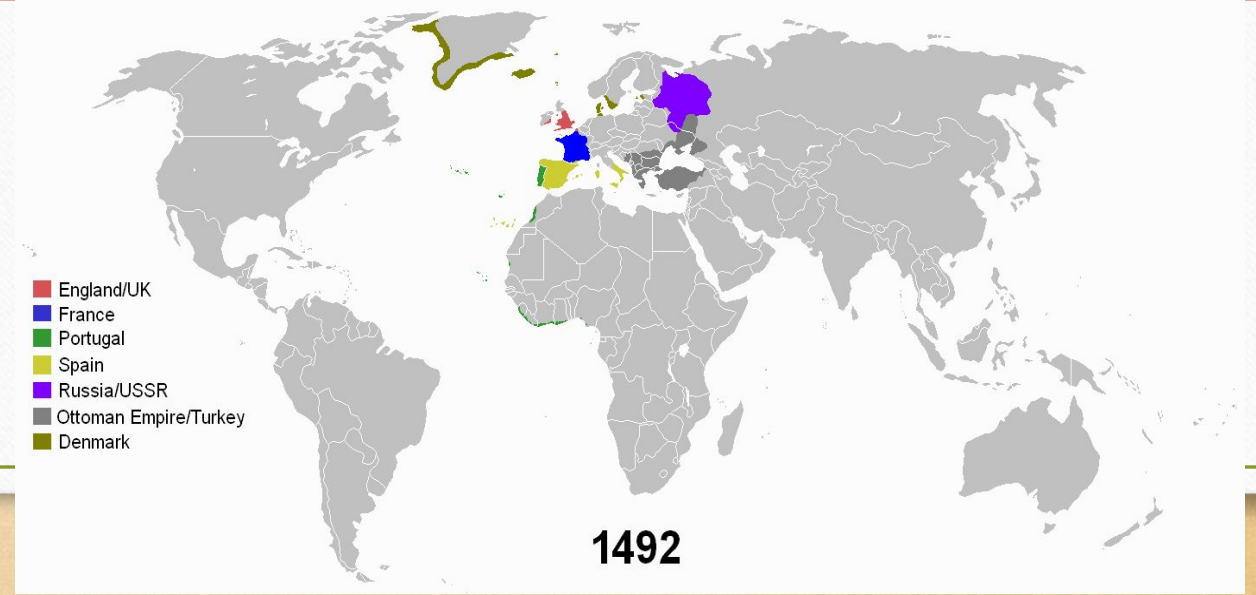 England/UK
France
Portugal
Spain
Russia/USSR
Ottoman Empire/Turkey
Denmark
1492